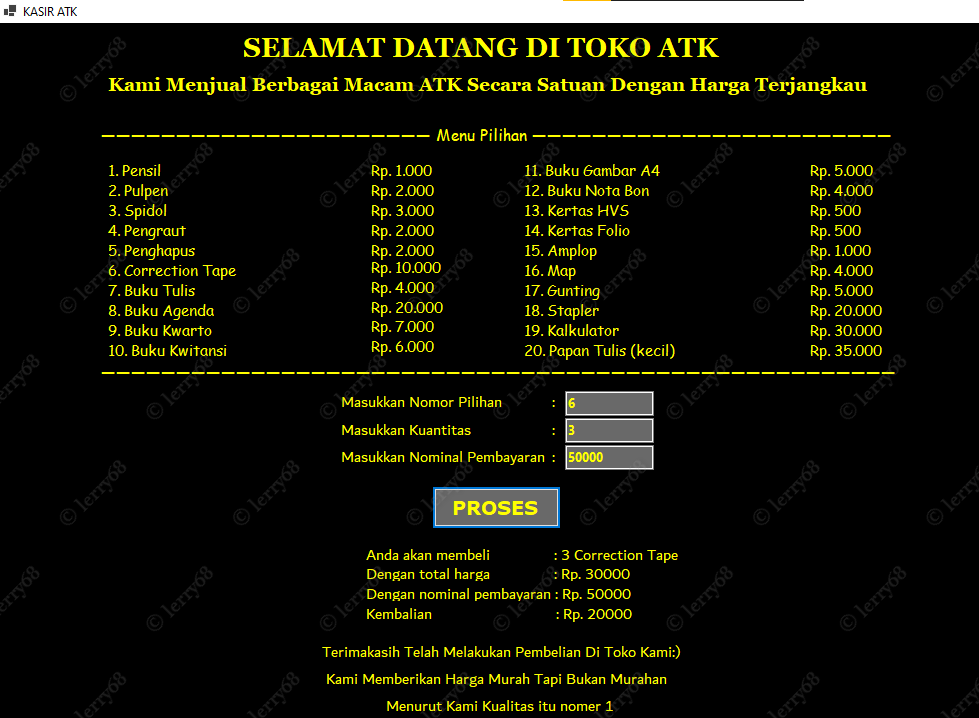 KASIR ATK
SELAMAT DATANG DI TOKO ATK
Kami Menjual Berbagai Macam ATK Secara Satuan Dengan Harga Terjangkau
Menu Pilihan
1. Pensil Rp. 1.000 11. Buku Gambar A4 Rp. 5.000
2. Pulpen Rp. 2.000 12. Buku Nota Bon Rp. 4.000
3. Spidol Rp. 3.000 13. Kertas HVS Rp. 500
4. Pengraut Rp. 2.000 14. Kertas Folio Rp. 500
5. Penghapus Rp. 2.000 15. Amplop Rp. 1.000
6. Correction Tape Rp. 10.000 16. Map Rp. 4.000
7. Buku Tulis Rp. 4.000 17. Gunting Rp. 5.000
8. Buku Agenda Rp. 20.000 18. Stapler Rp. 20.000
9. Buku Kwarto Rp. 7.000 19. Kalkulator Rp. 30.000
10. Buku Kwitansi Rp. 6.000 20. Papan Tulis (kecil) Rp. 35.000
Masukkan Nomor Pilihan : 6
Masukkan Kuantitas : 3
Masukkan Nominal Pembayaran : 50000
PROSES
Anda akan membeli : 3 Correction Tape
Dengan total harga : Rp. 30000
Dengan nominal pembayaran : Rp. 50000
Kembalian : Rp. 20000
Terimakasih Telah Melakukan Pembelian Di Toko Kami:)
Kami Memberikan Harga Murah Tapi Bukan Murahan
Menurut Kami Kualitas itu nomer 1
© lerry68